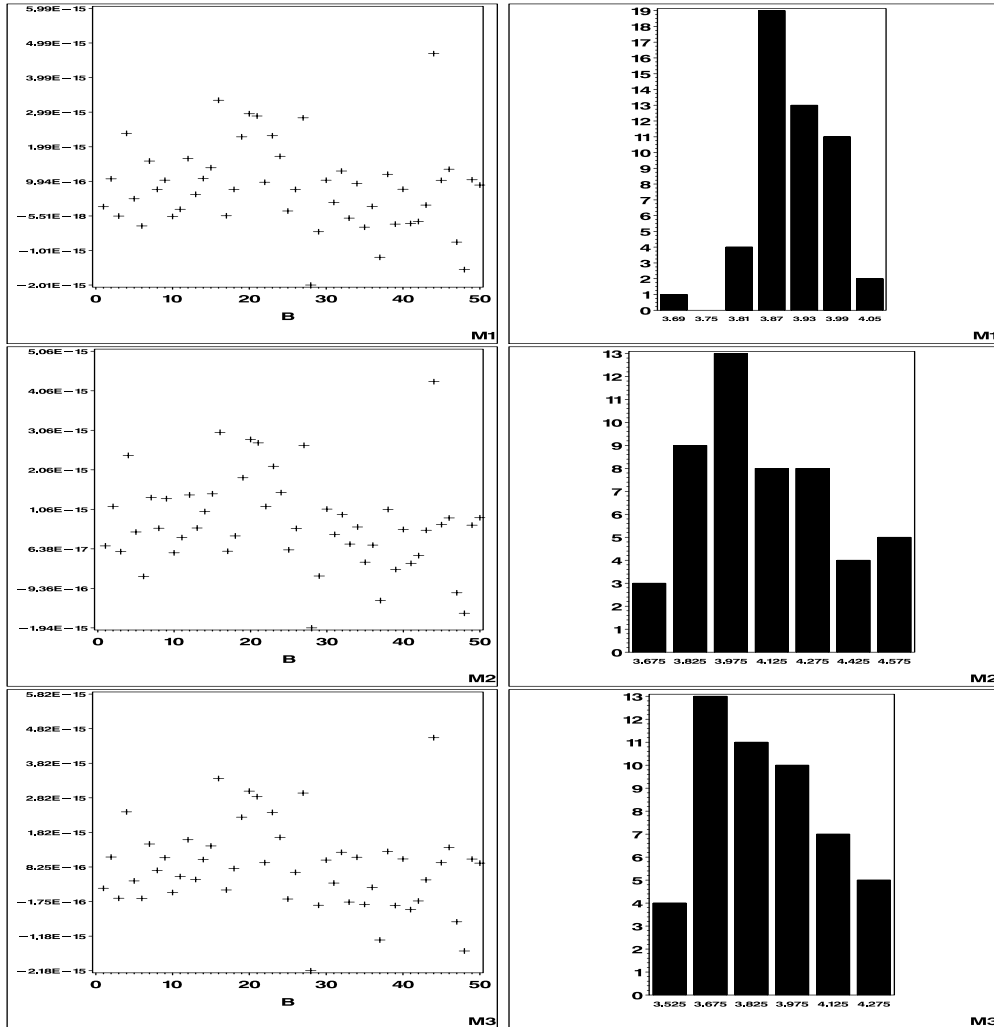 5,99E−15
4,99E−15
3,99E−15
2,99E−15
1,99E−15
9,94E−16
−5,51E−18
−1,01E−15
−2,01E−15
0 10 20 30 40 50
B
M1
19
18
17
16
15
14
13
12
11
10
9
8
7
6
5
4
3
2
1
0
3.69 3.75 3.81 3.87 3.93 3.99 4.05
M1
5,06E−15
4,06E−15
3,06E−15
2,06E−15
1,06E−15
6,38E−17
−9,36E−16
−1,94E−15
0 10 20 30 40 50
B
M2
13
12
11
10
9
8
7
6
5
4
3
2
1
0
3.675 3.825 3.975 4.125 4.275 4.425 4.575
M2
5,82E−15
4,82E−15
3,82E−15
2,82E−15
1,82E−15
8,25E−16
−1,75E−16
−1,18E−15
−2,18E−15
0 10 20 30 40 50
B
M3
13
12
11
10
9
8
7
6
5
4
3
2
1
0
3.525 3.675 3.825 3.975 4.125 4.275
M3